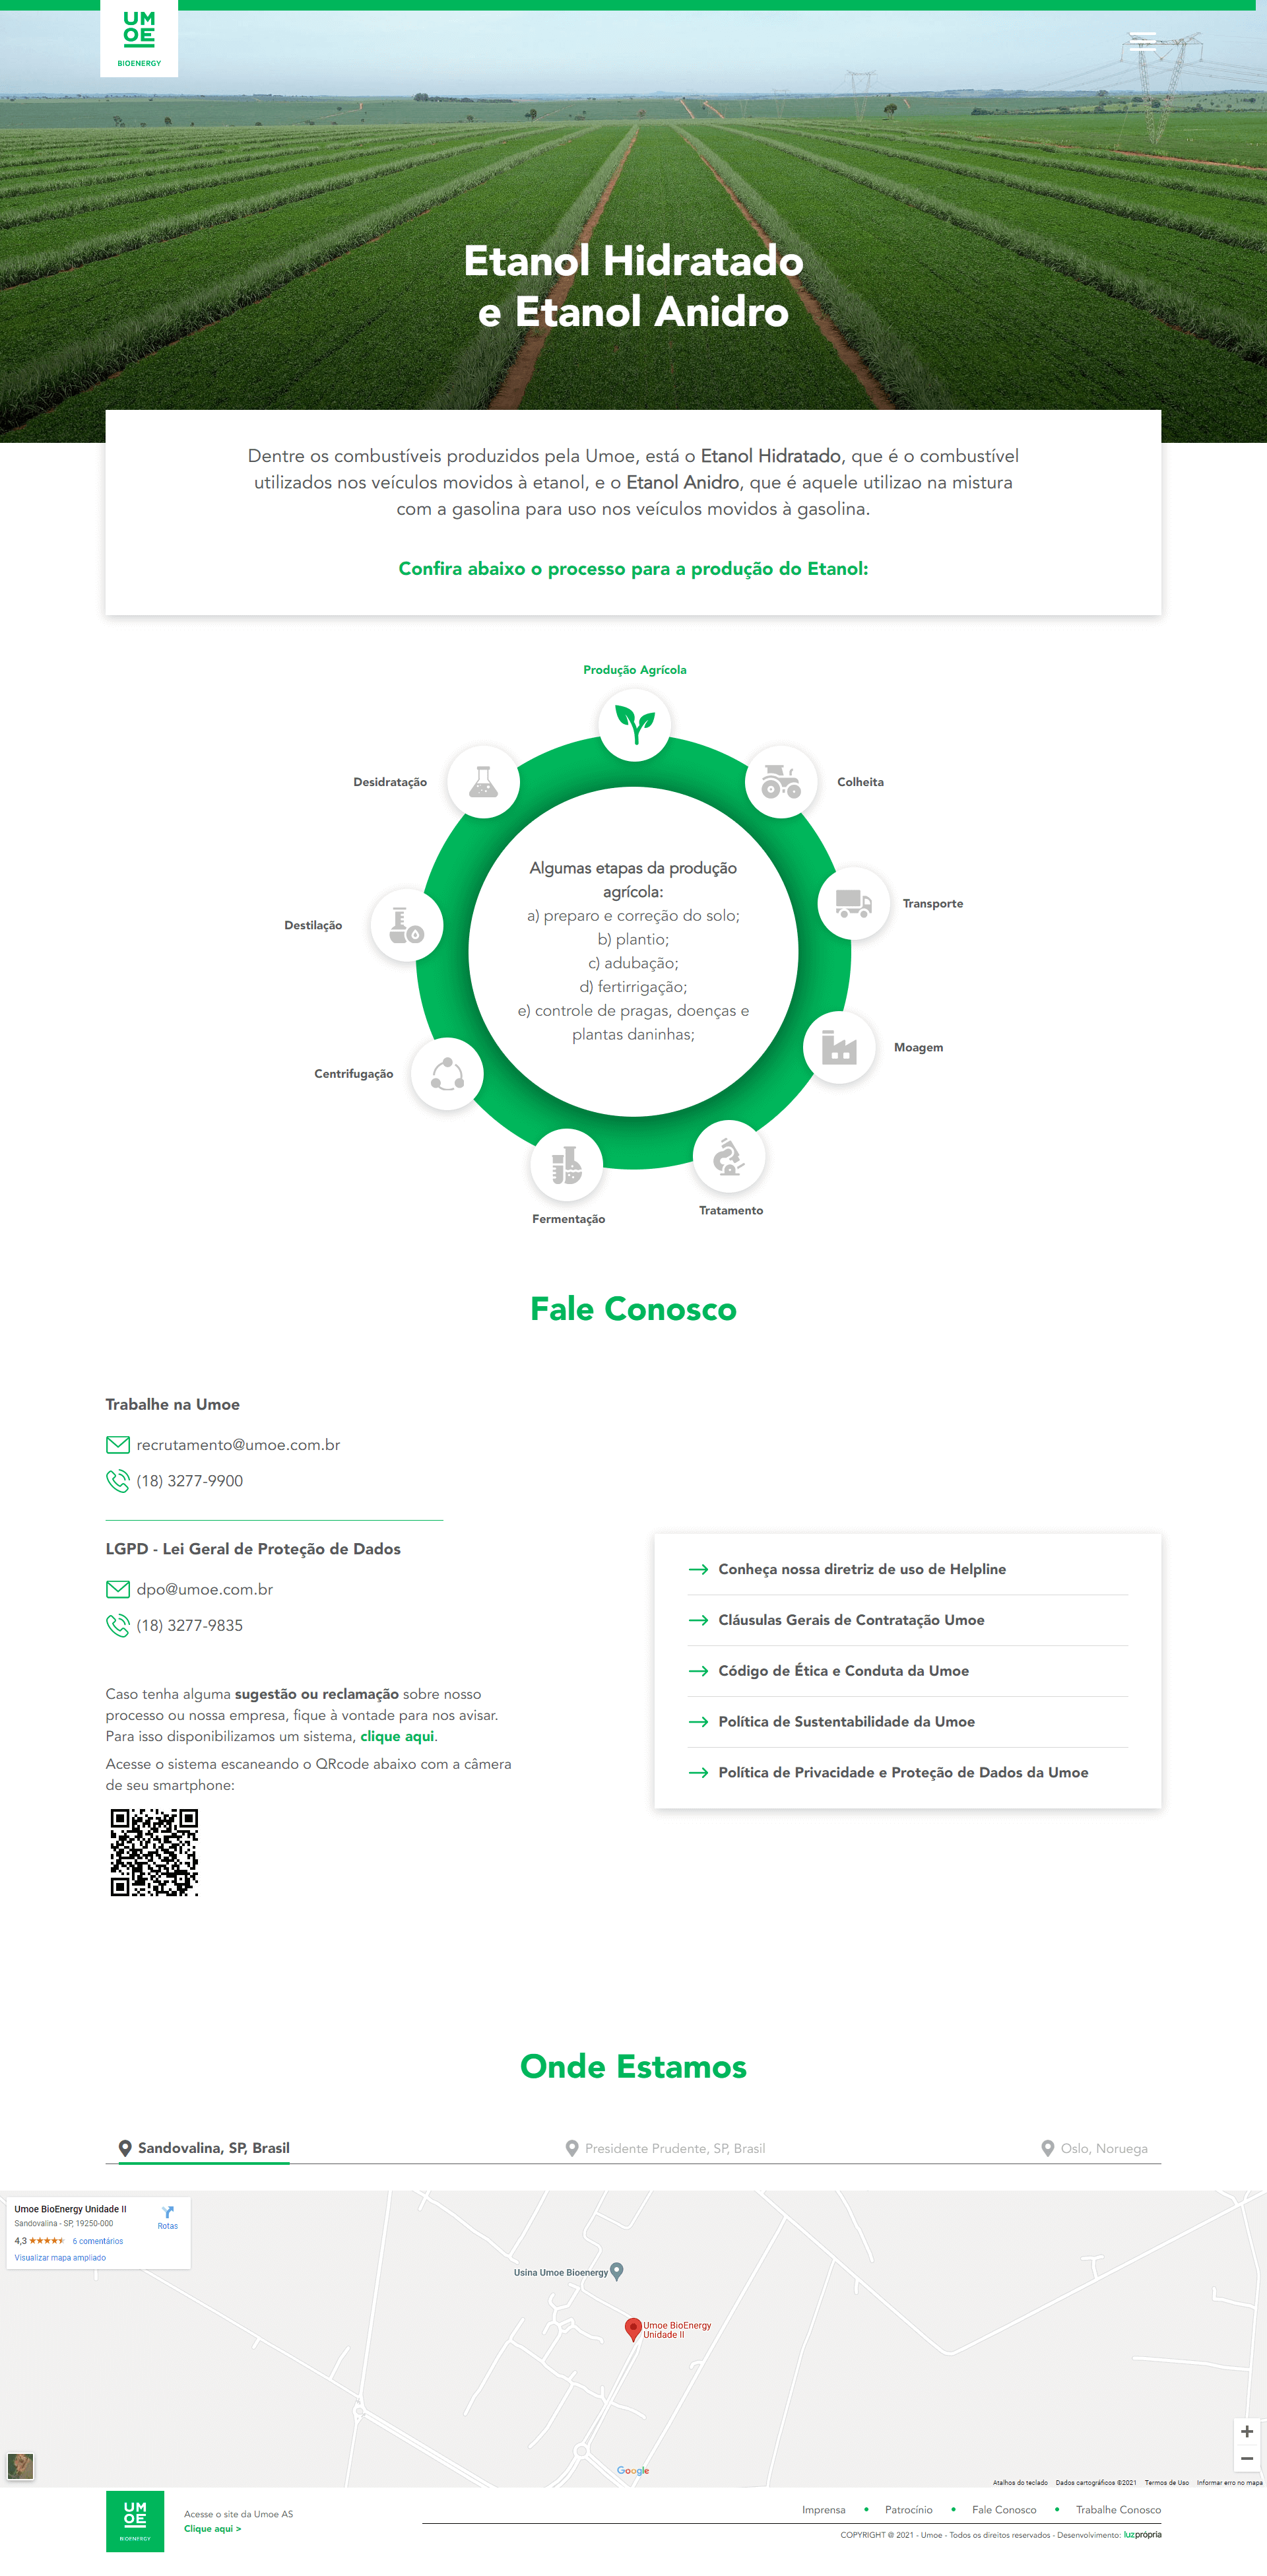 UM
OE
BIOENERGY
Etanol Hidratado
e Etanol Anidro
Dentre os combustíveis produzidos pela Umoe, está o Etanol Hidratado, que é o combustível
utilizados nos veículos movidos à etanol, e o Etanol Anidro, que é aquele utilizao na mistura
com a gasolina para uso nos veículos movidos à gasolina.
Confira abaixo o processo para a produção do Etanol:
Produção Agrícola
Desidratação
Colheita
Algumas etapas da produção
agrícola:
a) preparo e correção do solo;
b) plantio;
c) adubação;
d) fertirrigação;
e) controle de pragas, doenças e
plantas daninhas;
Transporte
Destilação
Moagem
Centrifugação
Tratamento
Fermentação
Fale Conosco
Trabalhe na Umoe
recrutamento@umoe.com.br
(18) 3277-9900
LGPD - Lei Geral de Proteção de Dados
dpo@umoe.com.br
(18) 3277-9835
Caso tenha alguma sugestão ou reclamação sobre nosso
processo ou nossa empresa, fique à vontade para nos avisar.
Para isso disponibilizamos um sistema, clique aqui.
Acesse o sistema escaneando o QRcode abaixo com a câmera
de seu smartphone:
Conheça nossa diretriz de uso de Helpline
Cláusulas Gerais de Contratação Umoe
Código de Ética e Conduta da Umoe
Política de Sustentabilidade da Umoe
Política de Privacidade e Proteção de Dados da Umoe
Onde Estamos
Sandovalina, SP, Brasil
Presidente Prudente, SP, Brasil
Oslo, Noruega
Umoe BioEnergy Unidade II
Sandovalina - SP, 19250-000
4,3 6 comentários
Visualizar mapa ampliado
Rotas
Usina Umoe Bioenergy
Umoe BioEnergy
Unidade II
Google
Atalhos do teclado Dados cartográficos ©2021 Termos de Uso Informar erro no mapa
UM
OE
BIOENERGY
Acesse o site da Umoe AS
Clique aqui >
Imprensa • Patrocínio • Fale Conosco • Trabalhe Conosco
COPYRIGHT @ 2021 - Umoe - Todos os direitos reservados - Desenvolvimento: luzprópria